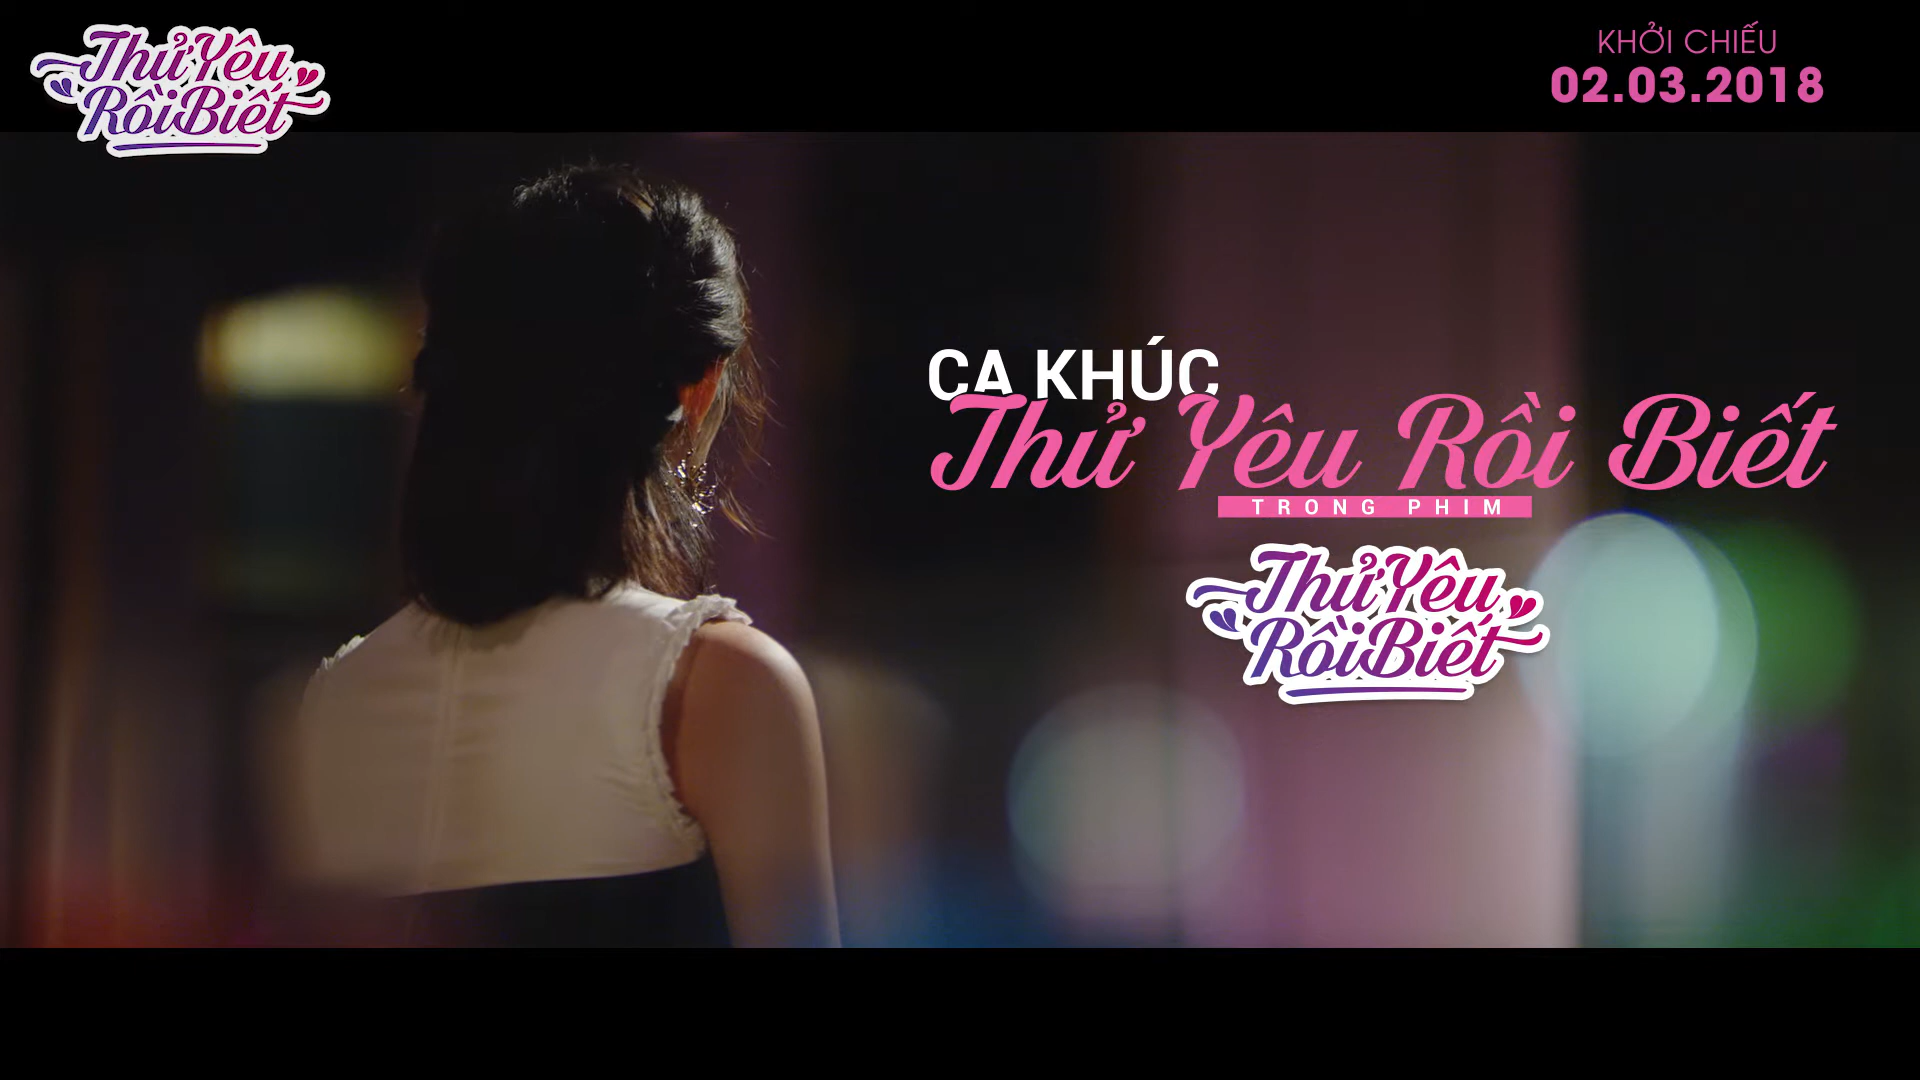 Thử Yêu
Rồi Biết
KHỞI CHIẾU
02.03.2018
CA KHÚC
Thử Yêu Rồi Biết
TRONG PHIM
Thử Yêu
Rồi Biết